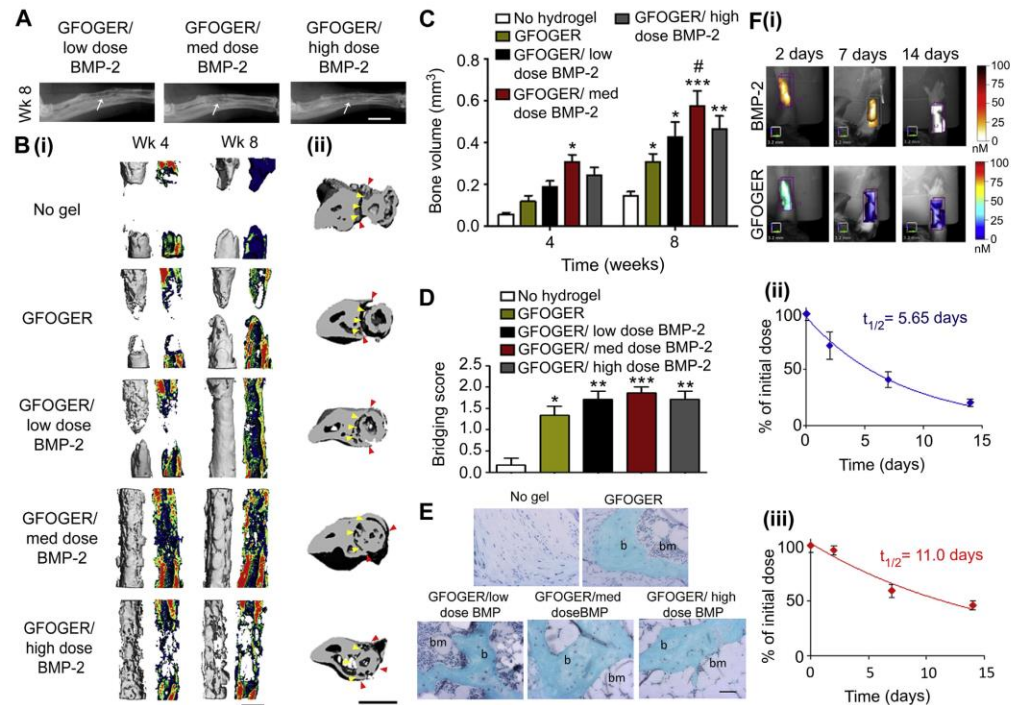 A
GFOGER/
low dose
BMP-2
GFOGER/
med dose
BMP-2
GFOGER/
high dose
BMP-2
Wk 8
B (i)
Wk 4
Wk 8
(ii)
No gel
GFOGER
GFOGER/
low dose
BMP-2
GFOGER/
med dose
BMP-2
GFOGER/
high dose
BMP-2
C
No hydrogel
GFOGER
GFOGER/ low
dose BMP-2
GFOGER/ med
dose BMP-2
GFOGER/ high
dose BMP-2
Bone volume (mm³)
0.8
0.6
0.4
0.2
0.0
*
*
*
#
***
**
4
8
Time (weeks)
D
No hydrogel
GFOGER
GFOGER/ low dose BMP-2
GFOGER/ med dose BMP-2
GFOGER/ high dose BMP-2
Bridging score
2.5
2.0
1.5
1.0
0.5
0.0
*
**
***
**
E
No gel
GFOGER
b
bm
GFOGER/low
dose BMP
GFOGER/med
doseBMP
GFOGER/ high
dose BMP
bm
b
b
bm
b
bm
F(i)
2 days
7 days
14 days
BMP-2
GFOGER
100
75
50
25
0
nM
100
75
50
25
0
nM
(ii)
t1/2= 5.65 days
% of initial dose
100
50
0
0
5
10
15
Time (days)
(iii)
t1/2= 11.0 days
% of initial dose
100
50
0
5
10
15
Time (days)